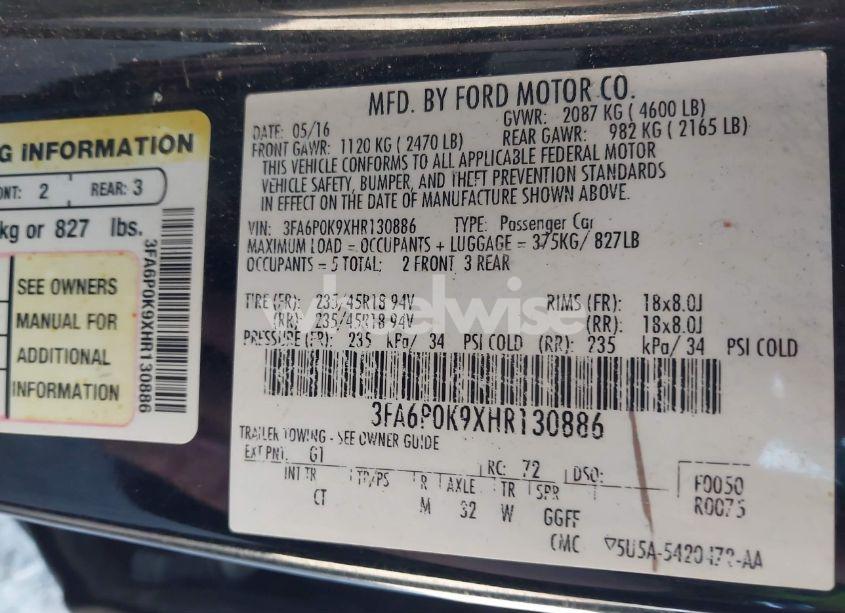 G INFORMATION
ONT: 2 REAR: 3
kg or 827 lbs.
SEE OWNERS
MANUAL FOR
ADDITIONAL
INFORMATION
3FA6P0K9XHR130886
MFD. BY FORD MOTOR CO.
DATE: 05/16 GVWR: 2087 KG ( 4600 LB)
FRONT GAWR: 1120 KG ( 2470 LB) REAR GAWR: 982 KG ( 2165 LB)
THIS VEHICLE CONFORMS TO ALL APPLICABLE FEDERAL MOTOR
VEHICLE SAFETY, BUMPER, AND THEFT PREVENTION STANDARDS
IN EFFECT ON THE DATE OF MANUFACTURE SHOWN ABOVE.
VIN: 3FA6P0K9XHR130886 TYPE: Passenger Car
MAXIMUM LOAD = OCCUPANTS + LUGGAGE = 375KG/ 827LB
OCCUPANTS = 5 TOTAL: 2 FRONT 3 REAR
TIRE (FR): 235/45R18 94V RIMS (FR): 18x8.0J
(RR): 235/45R18 94V (RR): 18x8.0J
wheelwise
PRESSURE (FR): 235 kPa/ 34 PSI COLD (RR): 235 kPa/ 34 PSI COLD
3FA6P0K9XHR130886
TRAILER TOWING - SEE OWNER GUIDE
EXT PNT: G1 RC: 72 DSO:
INT TR TP/PS R AXLE TR SPR
CT M 32 W GGFF
F0050
R0075
CMC 5U5A-5420472-AA